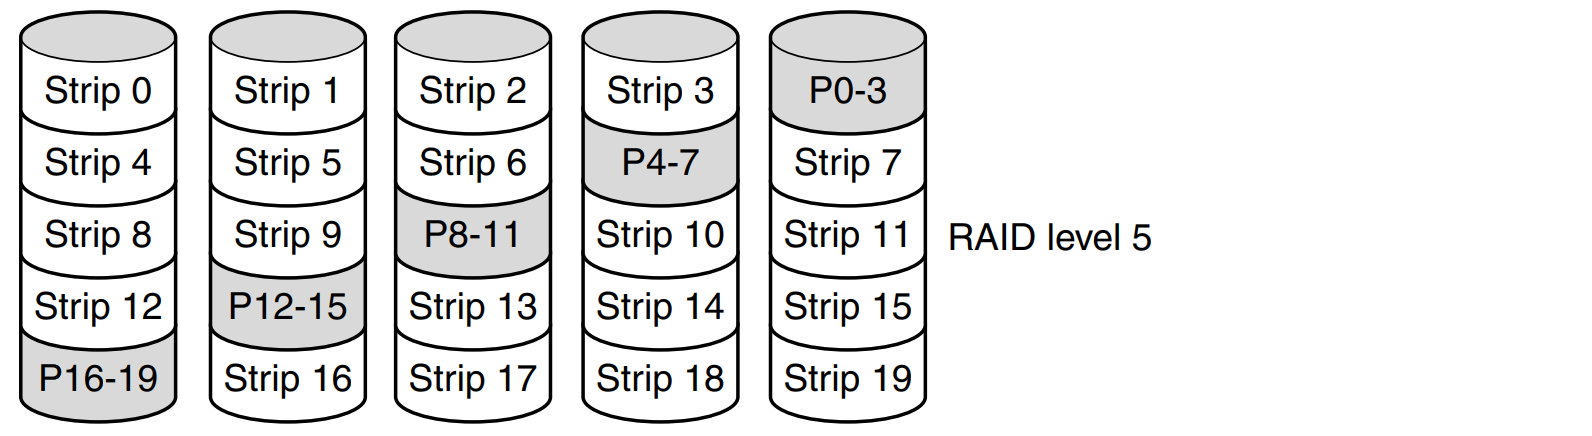 Strip 0 Strip 1 Strip 2 Strip 3 P0-3
Strip 4 Strip 5 Strip 6 P4-7 Strip 7
Strip 8 Strip 9 P8-11 Strip 10 Strip 11 RAID level 5
Strip 12 P12-15 Strip 13 Strip 14 Strip 15
P16-19 Strip 16 Strip 17 Strip 18 Strip 19